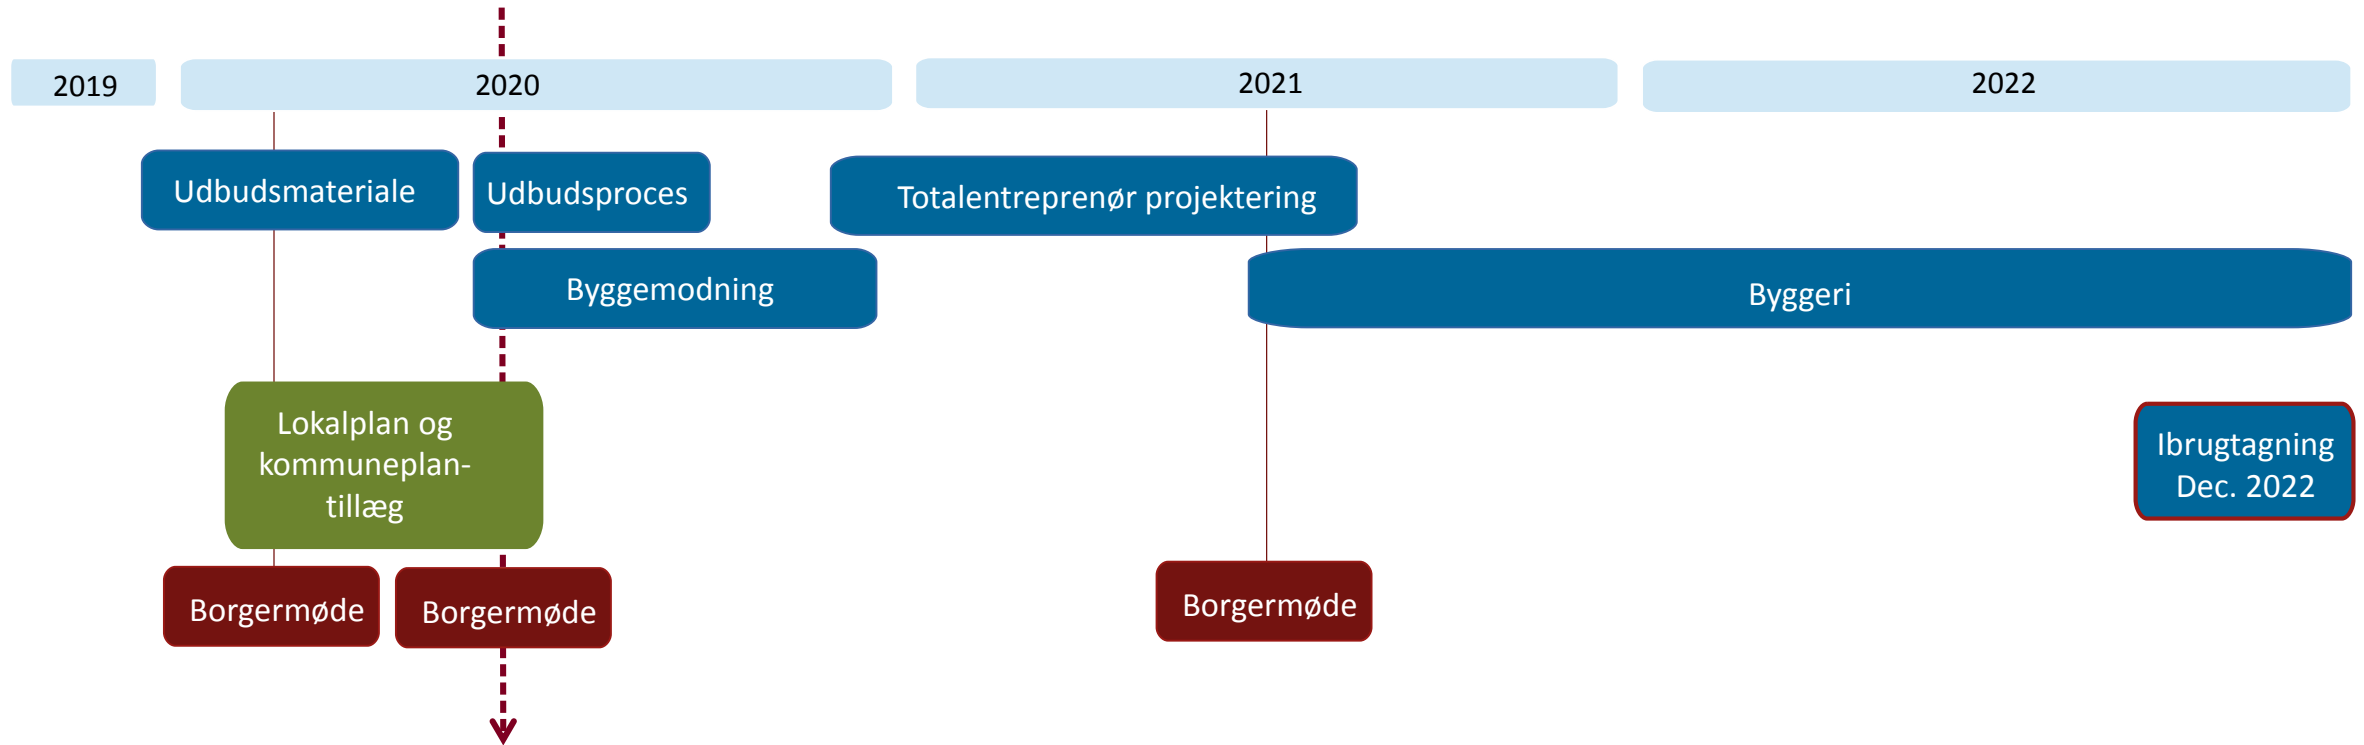 2019
2020
2021
2022
Udbudsmateriale
Udbudsproces
Totalentreprenør projektering
Byggemodning
Byggeri
Lokalplan og
kommuneplan-
tillæg
Ibrugtagning
Dec. 2022
Borgermøde
Borgermøde
Borgermøde